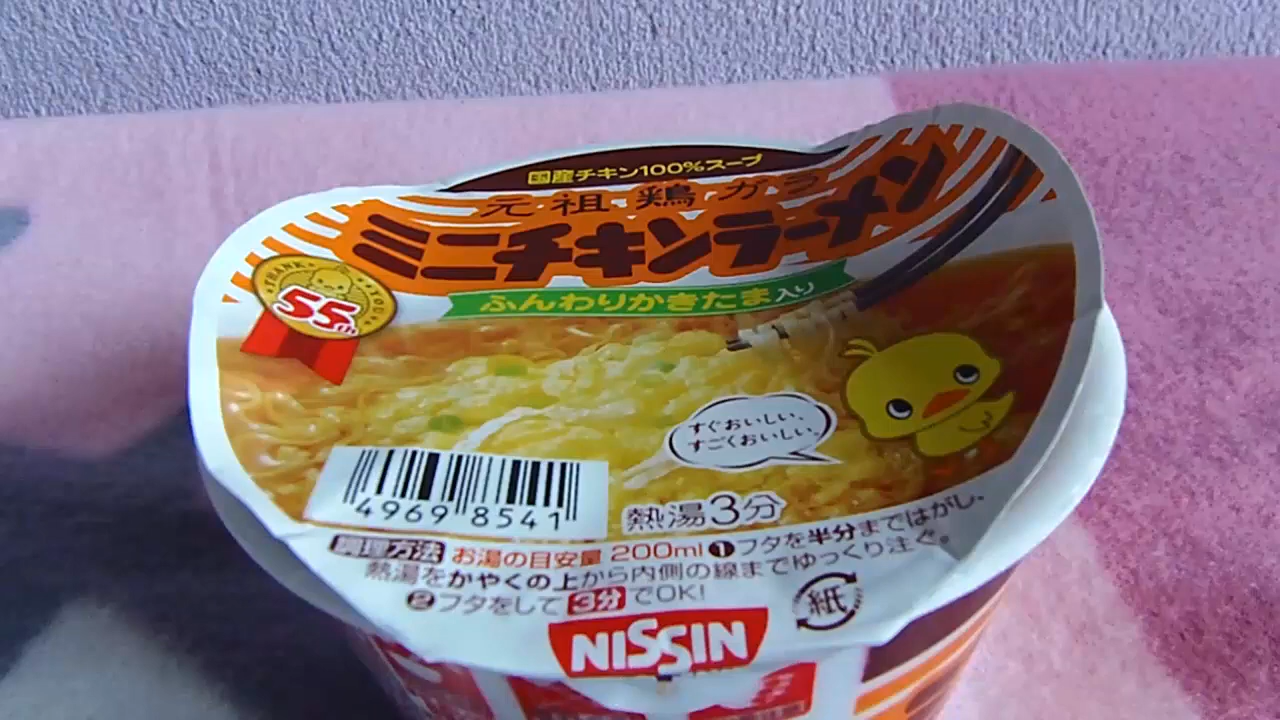 国産チキン100%スープ
元祖鶏ガラ
ミニチキンラーメン
ふんわりかきたま入り
THANK YOU
55th
すぐおいしい、
すごくおいしい。
4969 8541
熱湯3分
調理方法 お湯の目安量 200ml ❶フタを半分まではがし、
熱湯をかやくの上から内側の線までゆっくり注ぐ。
❷フタをして3分でOK!
紙
NISSIN